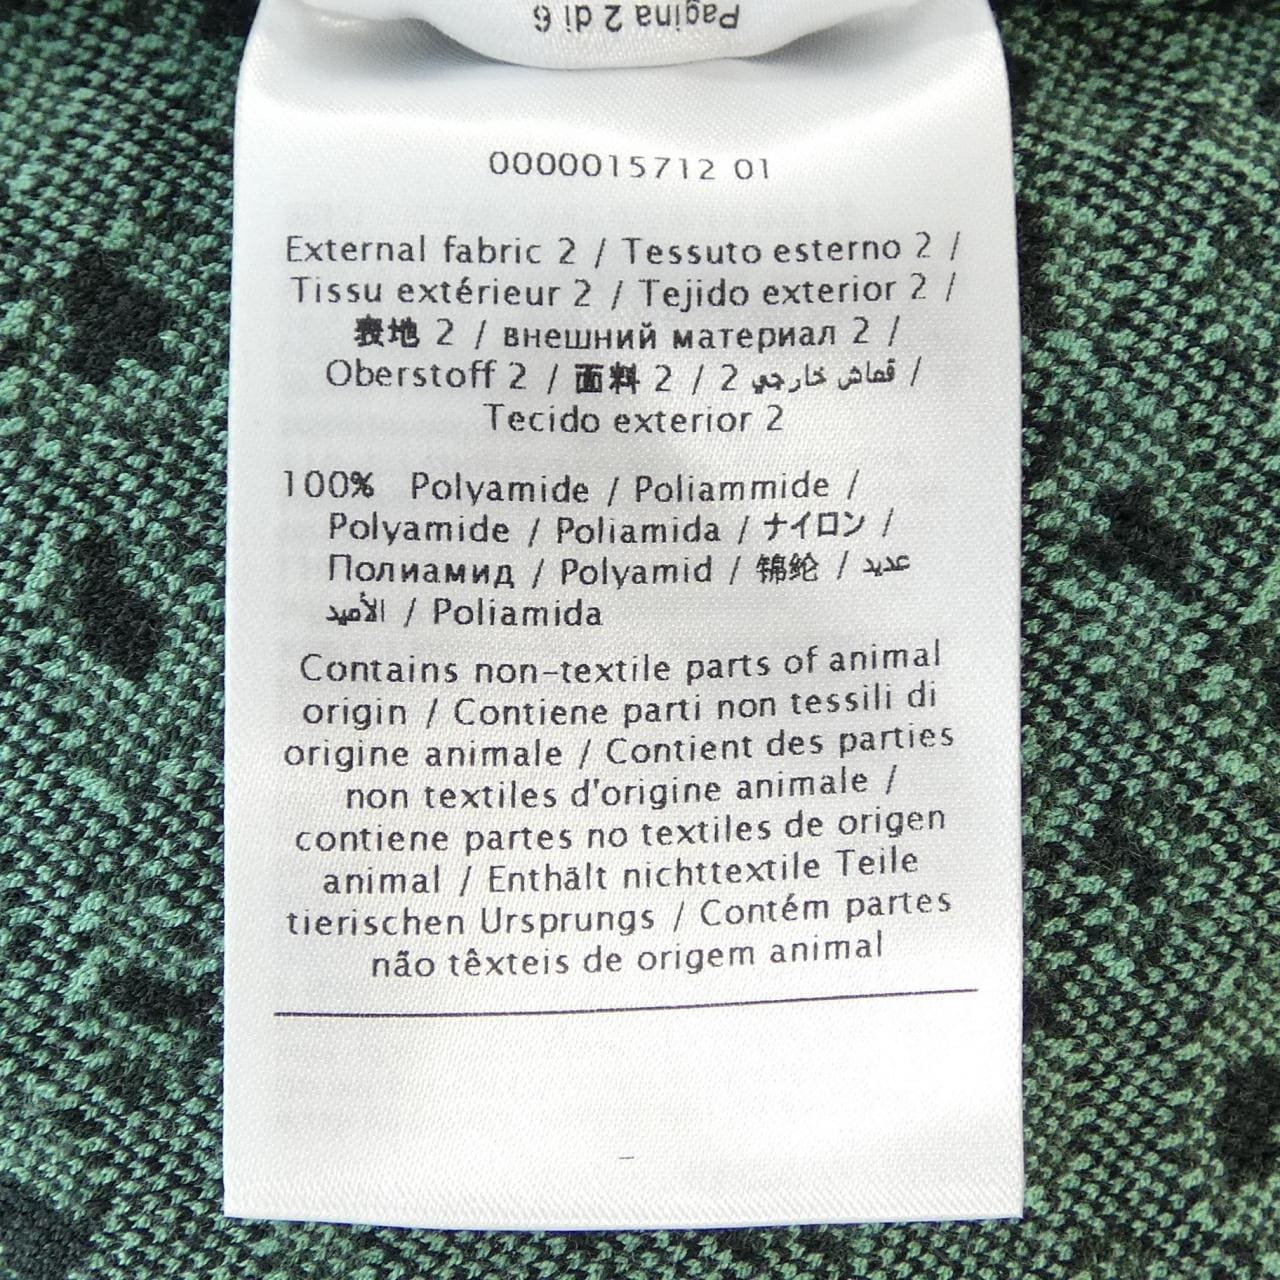 Pagina 2 di 6
0000015712 01
External fabric 2 / Tessuto esterno 2 /
Tissu extérieur 2 / Tejido exterior 2 /
表地 2 / внешний материал 2 /
Oberstoff 2 / 面料 2 / 2 قماش خارجي /
Tecido exterior 2
100% Polyamide / Poliammide /
Polyamide / Poliamida / ナイロン /
Полиамид / Polyamid / 锦纶 / عديد
الأميد / Poliamida
Contains non-textile parts of animal
origin / Contiene parti non tessili di
origine animale / Contient des parties
non textiles d'origine animale /
contiene partes no textiles de origen
animal / Enthält nichttextile Teile
tierischen Ursprungs / Contém partes
não têxteis de origem animal